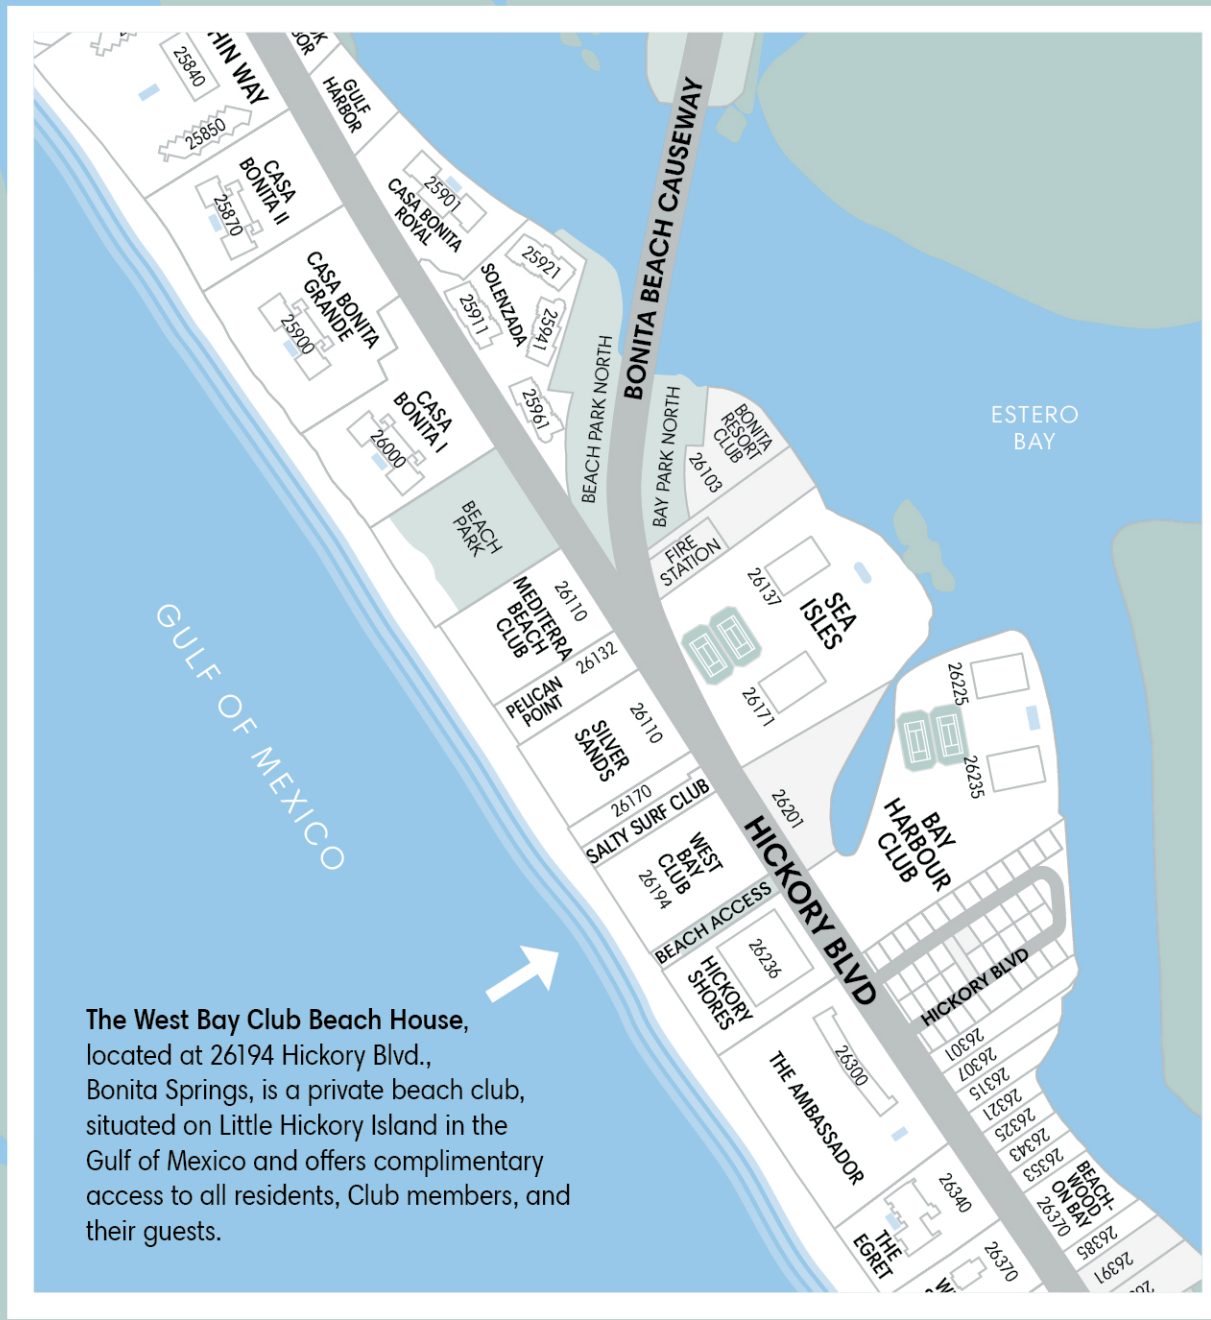 25840
HIN WAY
GULF
HARBOR
25850
CASA
BONITA II
25870
25901
CASA BONITA
ROYAL
BONITA BEACH CAUSEWAY
CASA BONITA
GRANDE
25900
SOLENZADA
25921
25911
25941
25961
CASA
BONITA I
26000
BEACH PARK NORTH
BAY PARK NORTH
BONITA
RESORT
CLUB
26103
ESTERO
BAY
BEACH
PARK
FIRE
STATION
MEDITERRA
BEACH
CLUB
26110
26137
SEA
ISLES
26132
PELICAN
POINT
26171
SILVER
SANDS
26110
26225
26235
GULF OF MEXICO
26170
SALTY SURF CLUB
26201
BAY
HARBOUR
CLUB
WEST
BAY
CLUB
26194
HICKORY BLVD
BEACH ACCESS
26236
HICKORY
SHORES
HICKORY BLVD
The West Bay Club Beach House,
located at 26194 Hickory Blvd.,
Bonita Springs, is a private beach club,
situated on Little Hickory Island in the
Gulf of Mexico and offers complimentary
access to all residents, Club members, and
their guests.
THE AMBASSADOR
26300
26301
26307
26315
26321
26325
26343
26353
BEACH-
WOOD
ON BAY
26370
26385
26391
26340
THE
EGRET
26370